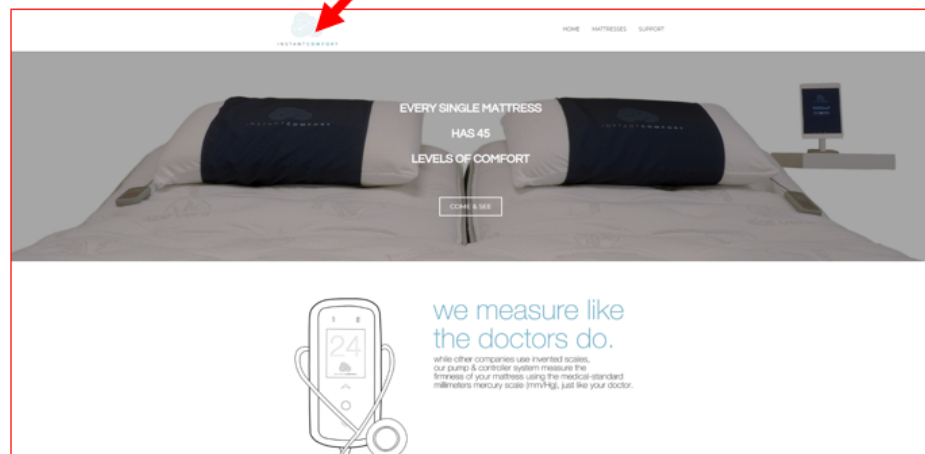 INSTANTCOMFORT
HOME MATTRESSES SUPPORT
EVERY SINGLE MATTRESS
HAS 45
LEVELS OF COMFORT
COME & SEE
INSTANTCOMFORT
INSTANTCOMFORT
we measure like
the doctors do.
while other companies use invented scales,
our pump & controller system measure the
firmness of your mattress using the medical-standard
millimeters mercury scale (mm/Hg), just like your doctor.
24